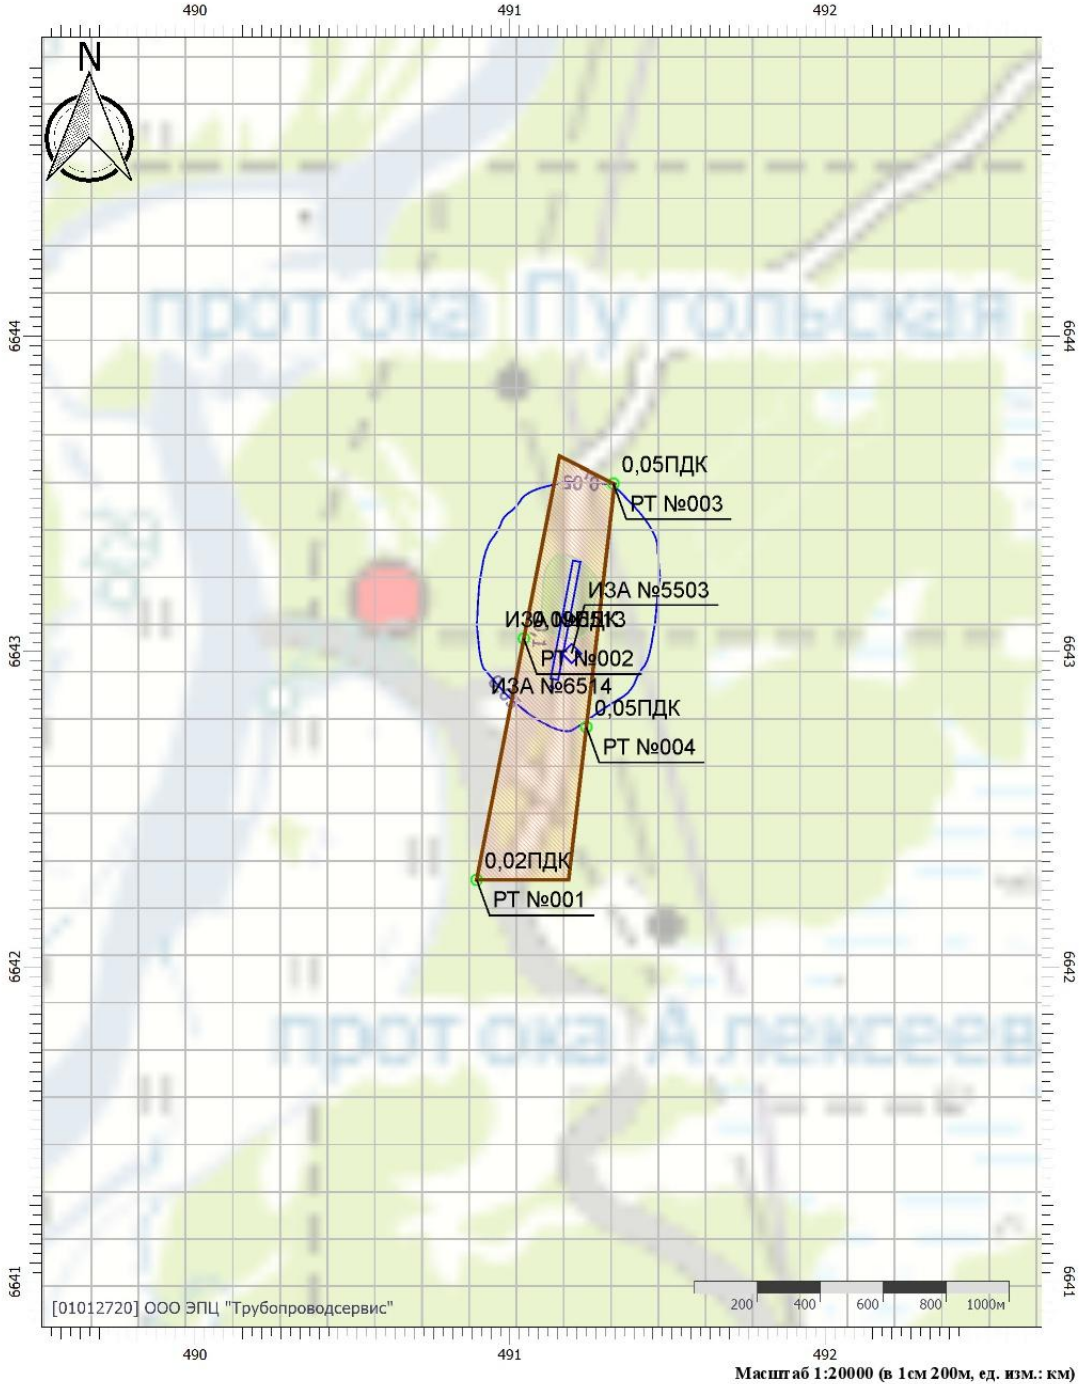 490 491 492
N
6644 6644
протока Пугольская
0,05ПДК
РТ №003
0,05
ИЗА №5503
РТ №002
ИЗА №6514
0,05ПДК
РТ №004
6643 6643
0,02ПДК
РТ №001
6642 6642
протока Алексеев
6641 6641
[01012720] ООО ЭПЦ "Трубопроводсервис"
200 400 600 800 1000м
490 491 492
Масштаб 1:20000 (в 1см 200м, ед. изм.: км)